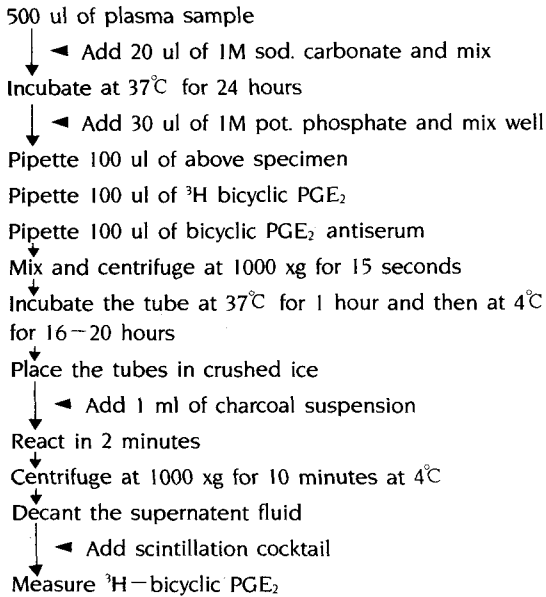 500 ul of plasma sample
◄ Add 20 ul of 1M sod. carbonate and mix
Incubate at 37℃ for 24 hours
◄ Add 30 ul of 1M pot. phosphate and mix well
Pipette 100 ul of above specimen
Pipette 100 ul of ³H bicyclic PGE₂
Pipette 100 ul of bicyclic PGE₂ antiserum
Mix and centrifuge at 1000 xg for 15 seconds
Incubate the tube at 37℃ for 1 hour and then at 4℃
for 16−20 hours
Place the tubes in crushed ice
◄ Add 1 ml of charcoal suspension
React in 2 minutes
Centrifuge at 1000 xg for 10 minutes at 4℃
Decant the supernatent fluid
◄ Add scintillation cocktail
Measure ³H−bicyclic PGE₂